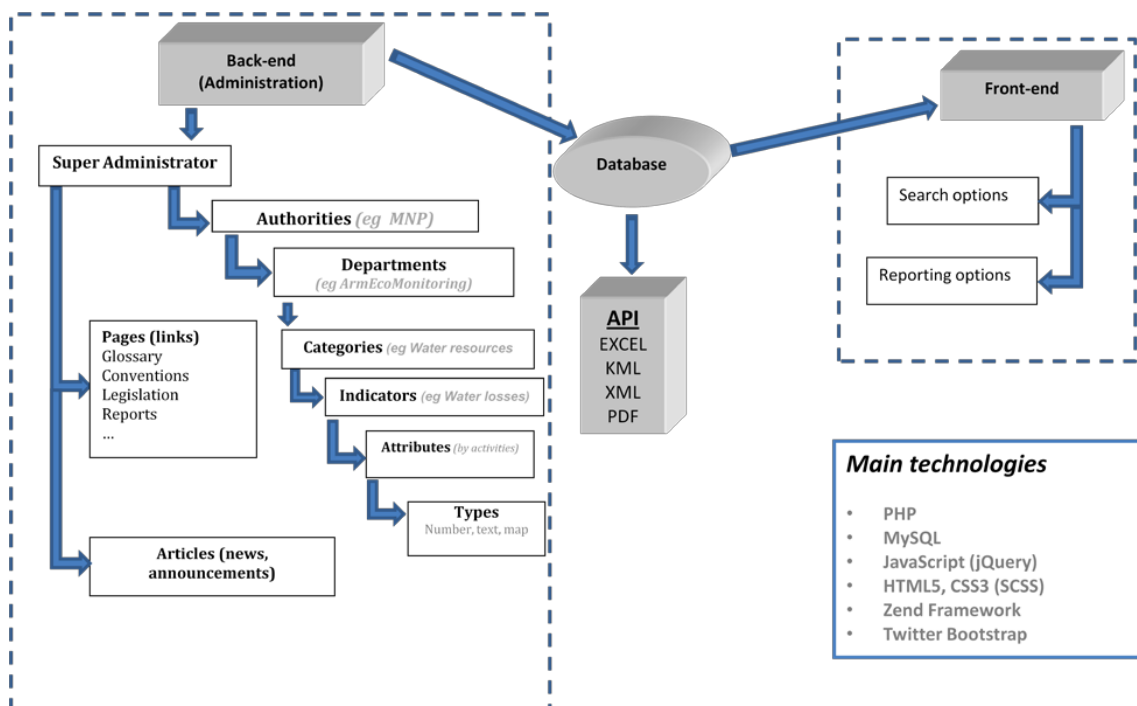 Back-end
(Administration)
Super Administrator
Authorities (eg MNP)
Departments
(eg ArmEcoMonitoring)
Categories (eg Water resources
Indicators (eg Water losses)
Attributes (by activities)
Types
Number, text, map
Pages (links)
Glossary
Conventions
Legislation
Reports
...
Articles (news,
announcements)
Database
API
EXCEL
KML
XML
PDF
Front-end
Search options
Reporting options
Main technologies
• PHP
• MySQL
• JavaScript (jQuery)
• HTML5, CSS3 (SCSS)
• Zend Framework
• Twitter Bootstrap